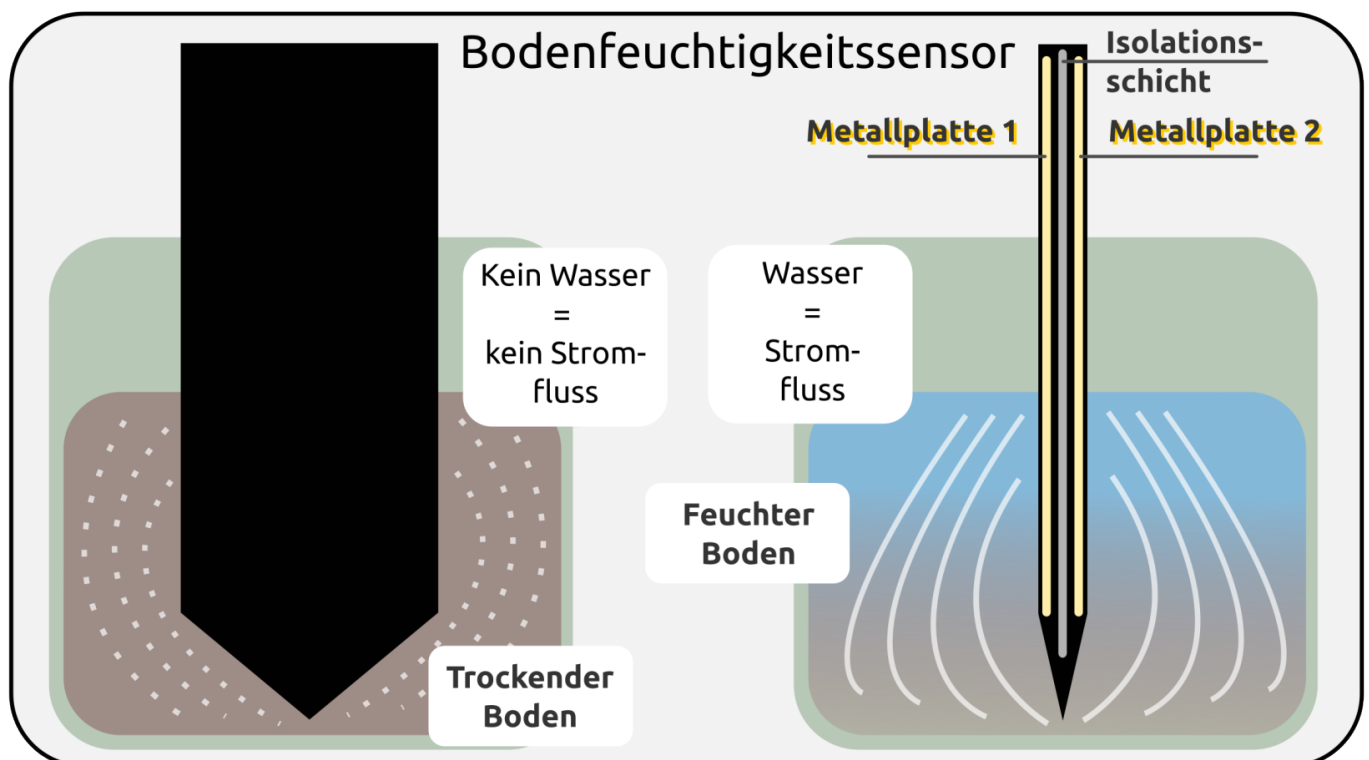 Bodenfeuchtigkeitssensor
Isolations-
schicht
Metallplatte 1
Metallplatte 2
Kein Wasser
=
kein Strom-
fluss
Wasser
=
Strom-
fluss
Feuchter
Boden
Trockender
Boden